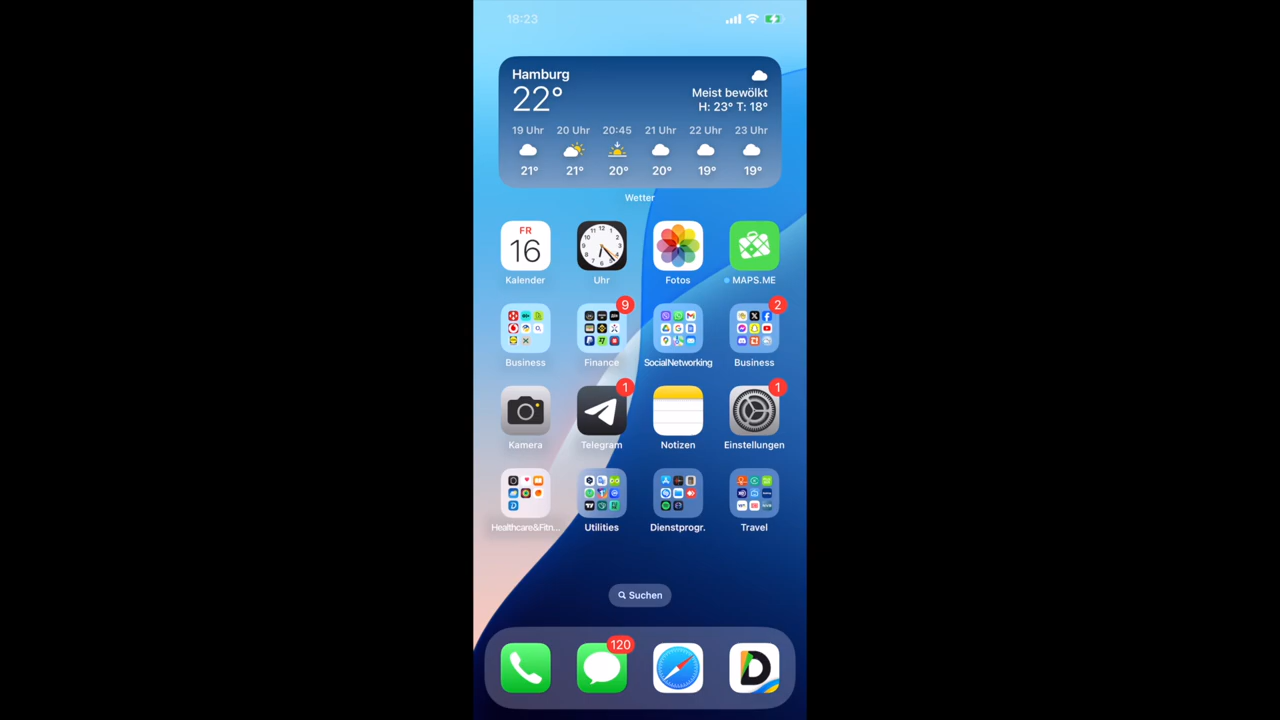 18:23
Hamburg
22°
Meist bewölkt
H: 23° T: 18°
19 Uhr 20 Uhr 20:45 21 Uhr 22 Uhr 23 Uhr
21° 21° 20° 20° 19° 19°
Wetter
FR
16
Kalender Uhr Fotos MAPS.ME
9 2
Business Finance SocialNetworking Business
1 1
Kamera Telegram Notizen Einstellungen
Healthcare&Fitn... Utilities Dienstprogr. Travel
Suchen
120